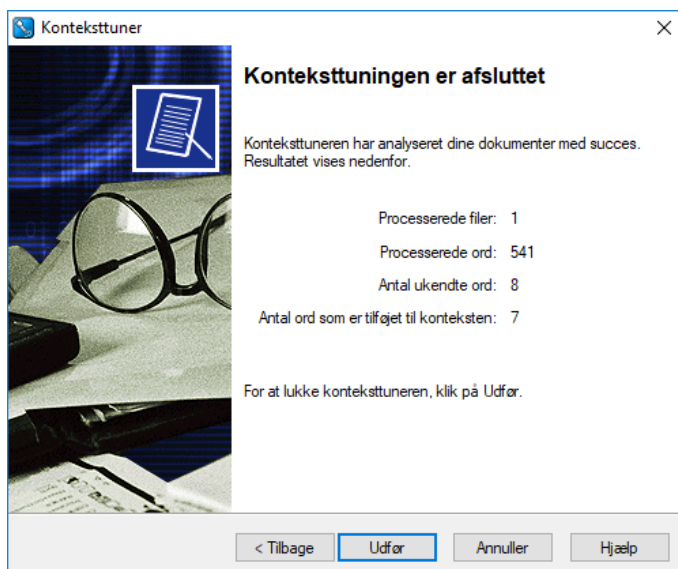 Konteksttuner
Konteksttuningen er afsluttet
Konteksttuneren har analyseret dine dokumenter med succes.
Resultatet vises nedenfor.
Processerede filer: 1
Processerede ord: 541
Antal ukendte ord: 8
Antal ord som er tilføjet til konteksten: 7
For at lukke konteksttuneren, klik på Udfør.
< Tilbage
Udfør
Annuller
Hjælp